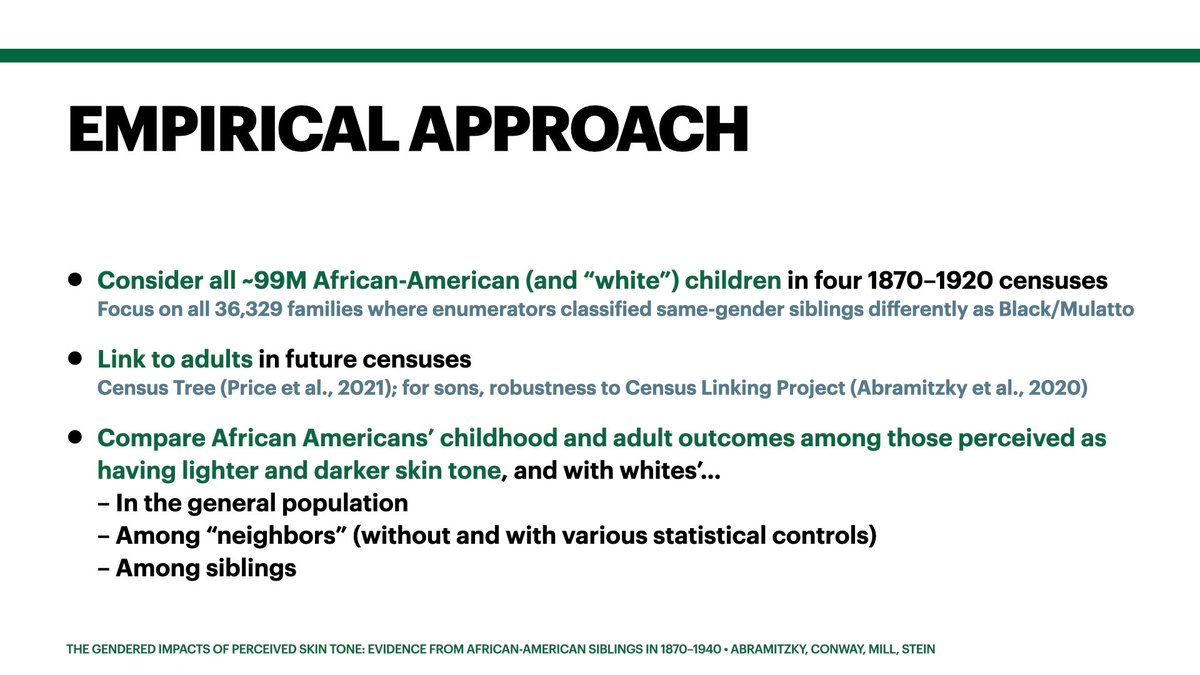 EMPIRICAL APPROACH
● Consider all ~99M African-American (and “white”) children in four 1870–1920 censuses
Focus on all 36,329 families where enumerators classified same-gender siblings differently as Black/Mulatto
● Link to adults in future censuses
Census Tree (Price et al., 2021); for sons, robustness to Census Linking Project (Abramitzky et al., 2020)
● Compare African Americans’ childhood and adult outcomes among those perceived as
having lighter and darker skin tone, and with whites’…
– In the general population
– Among “neighbors” (without and with various statistical controls)
– Among siblings
THE GENDERED IMPACTS OF PERCEIVED SKIN TONE: EVIDENCE FROM AFRICAN-AMERICAN SIBLINGS IN 1870–1940 • ABRAMITZKY, CONWAY, MILL, STEIN